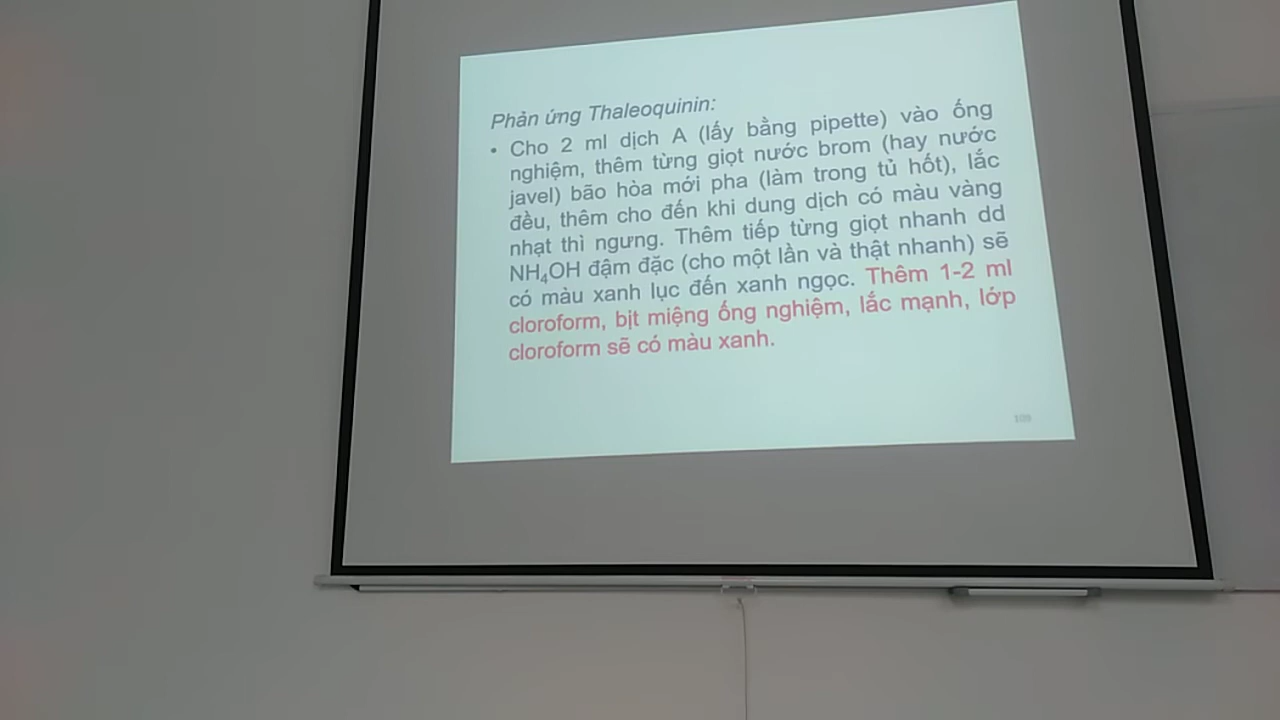 Phản ứng Thaleoquinin:
• Cho 2 ml dịch A (lấy bằng pipette) vào ống
nghiệm, thêm từng giọt nước brom (hay nước
javel) bão hòa mới pha (làm trong tủ hốt), lắc
đều, thêm cho đến khi dung dịch có màu vàng
nhạt thì ngưng. Thêm tiếp từng giọt nhanh dd
NH₄OH đậm đặc (cho một lần và thật nhanh) sẽ
có màu xanh lục đến xanh ngọc. Thêm 1-2 ml
cloroform, bịt miệng ống nghiệm, lắc mạnh, lớp
cloroform sẽ có màu xanh.
109